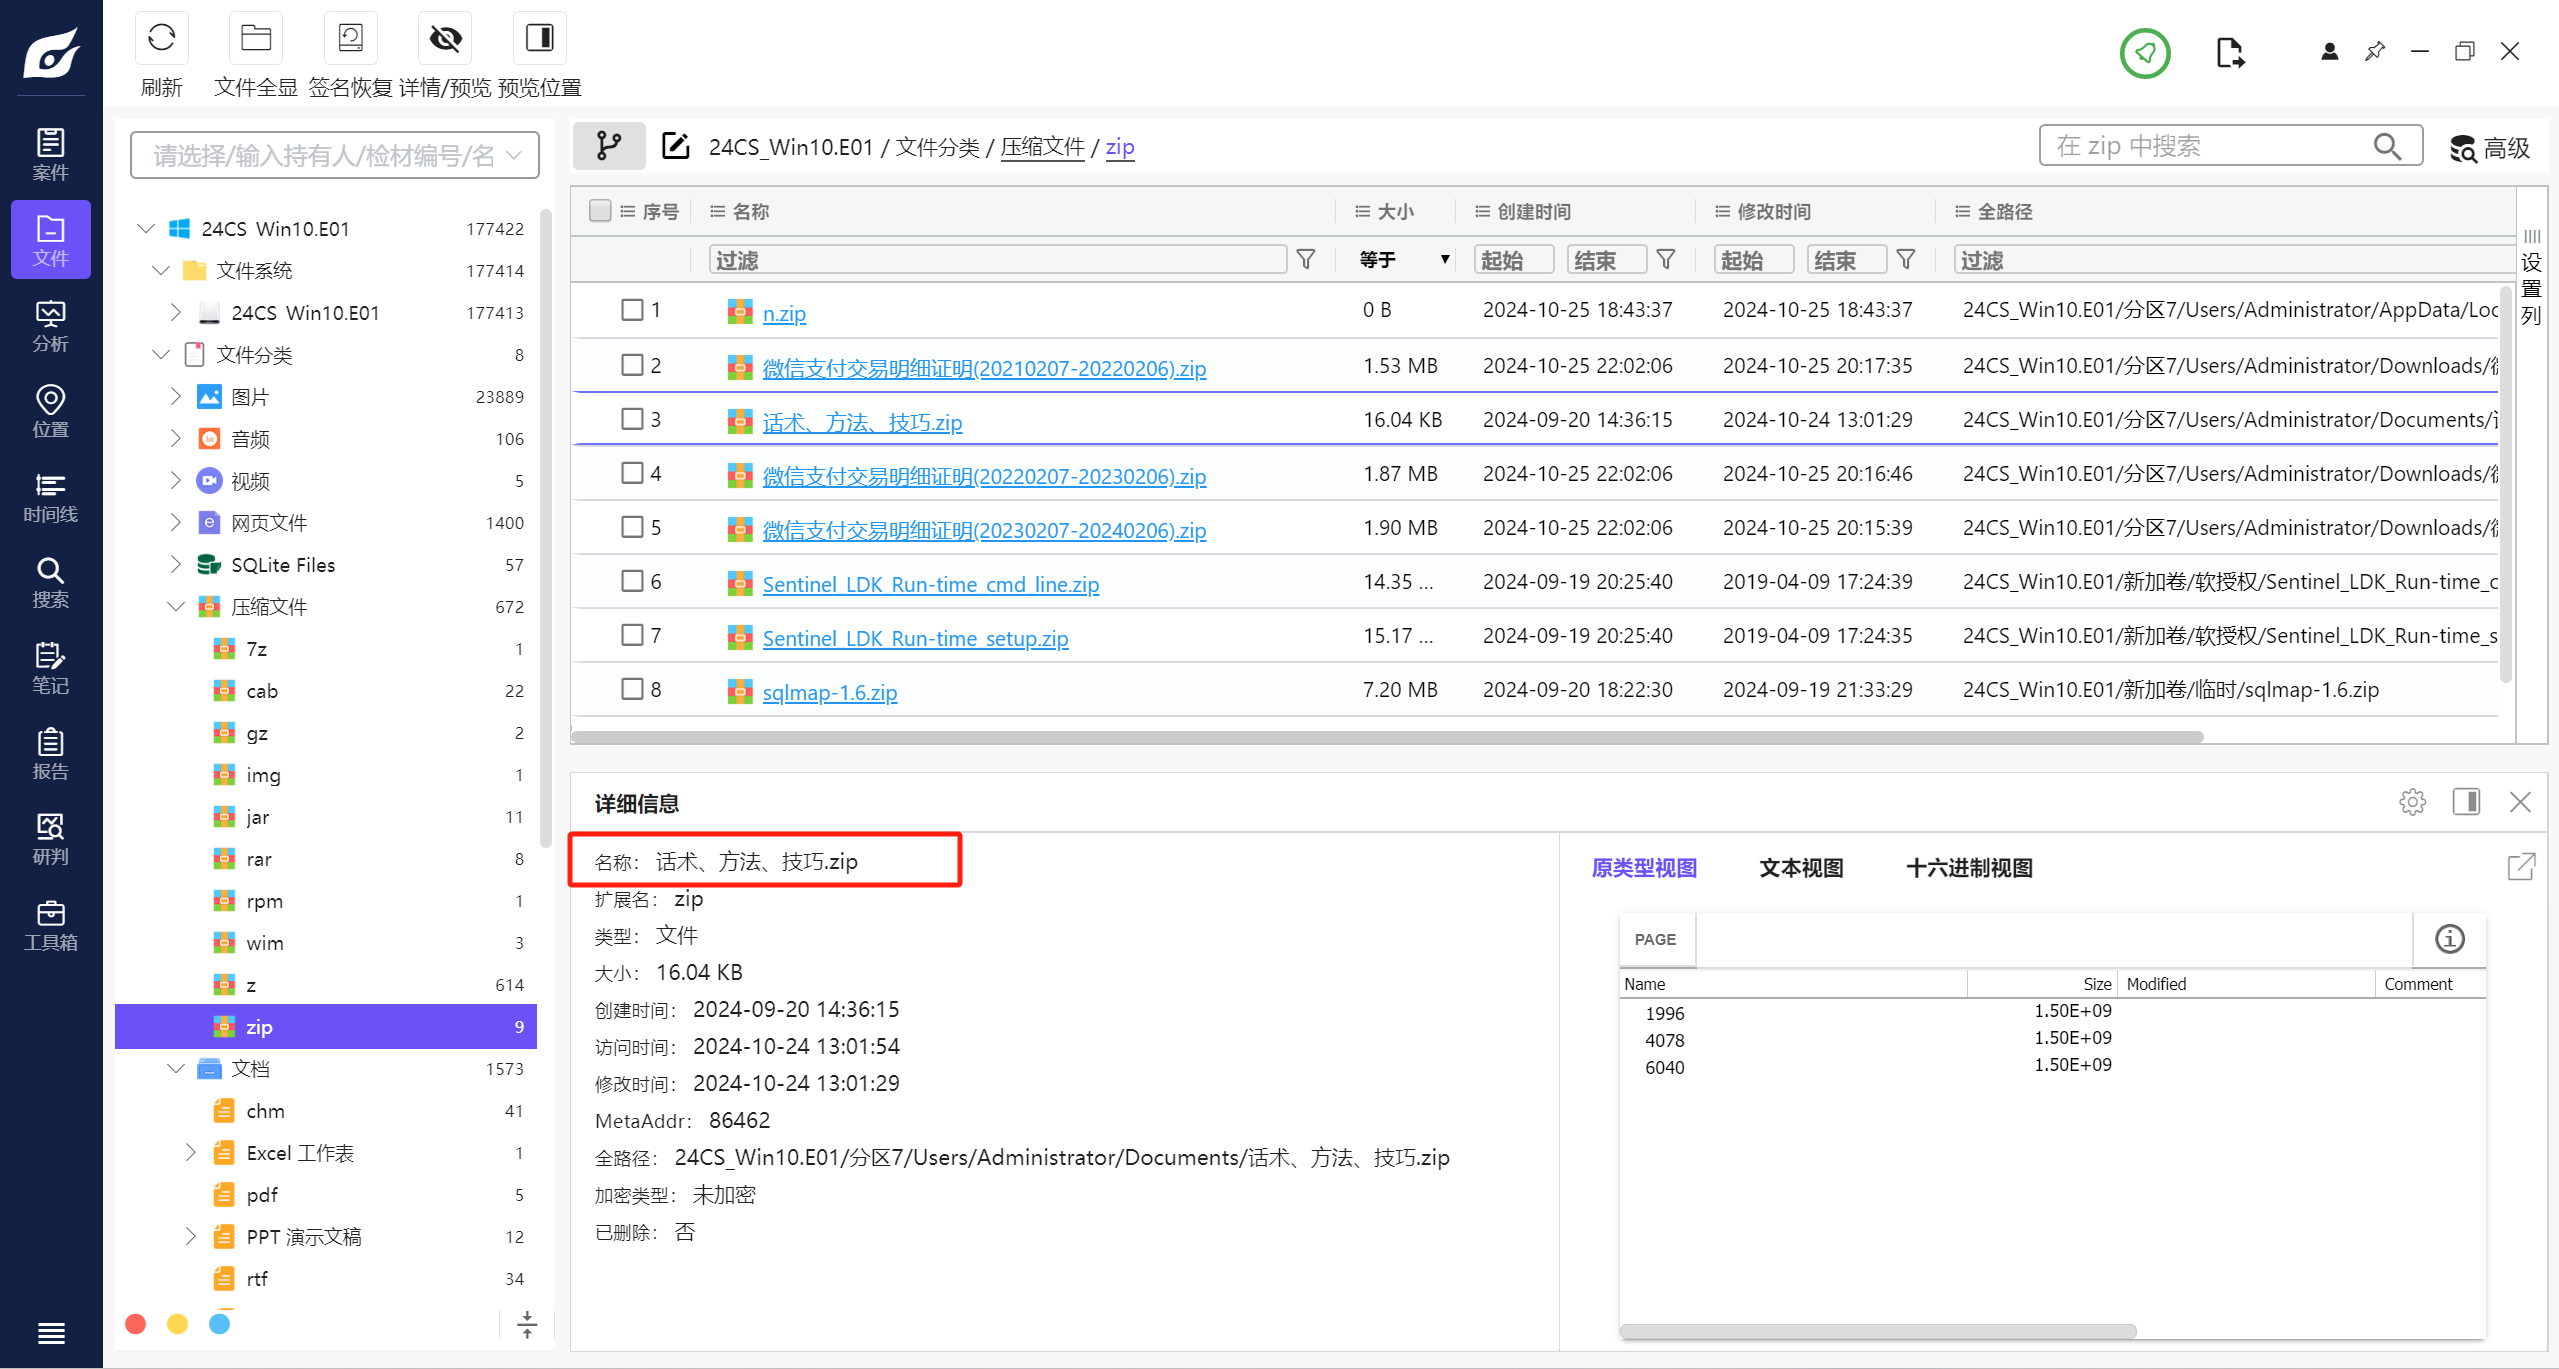 刷新
文件全显
签名恢复
详情/预览
预览位置
案件
文件
分析
位置
时间线
搜索
笔记
报告
研判
工具箱
请选择/输入持有人/检材编号/名
24CS_Win10.E01 177422
文件系统 177414
24CS_Win10.E01 177413
文件分类 8
图片 23889
音频 106
视频 5
网页文件 1400
SQLite Files 57
压缩文件 672
7z 1
cab 22
gz 2
img 1
jar 11
rar 8
rpm 1
wim 3
z 614
zip 9
文档 1573
chm 41
Excel 工作表 1
pdf 5
PPT 演示文稿 12
rtf 34
24CS_Win10.E01 / 文件分类 / 压缩文件 / zip
在 zip 中搜索
高级
序号 名称 大小 创建时间 修改时间 全路径
过滤 等于 起始 结束 起始 结束 过滤
设置列
1 n.zip 0 B 2024-10-25 18:43:37 2024-10-25 18:43:37 24CS_Win10.E01/分区7/Users/Administrator/AppData/Loc
2 微信支付交易明细证明(20210207-20220206).zip 1.53 MB 2024-10-25 22:02:06 2024-10-25 20:17:35 24CS_Win10.E01/分区7/Users/Administrator/Downloads/
3 话术、方法、技巧.zip 16.04 KB 2024-09-20 14:36:15 2024-10-24 13:01:29 24CS_Win10.E01/分区7/Users/Administrator/Documents/
4 微信支付交易明细证明(20220207-20230206).zip 1.87 MB 2024-10-25 22:02:06 2024-10-25 20:16:46 24CS_Win10.E01/分区7/Users/Administrator/Downloads/
5 微信支付交易明细证明(20230207-20240206).zip 1.90 MB 2024-10-25 22:02:06 2024-10-25 20:15:39 24CS_Win10.E01/分区7/Users/Administrator/Downloads/
6 Sentinel_LDK_Run-time_cmd_line.zip 14.35 ... 2024-09-19 20:25:40 2019-04-09 17:24:39 24CS_Win10.E01/新加卷/软授权/Sentinel_LDK_Run-time_c
7 Sentinel_LDK_Run-time_setup.zip 15.17 ... 2024-09-19 20:25:40 2019-04-09 17:24:35 24CS_Win10.E01/新加卷/软授权/Sentinel_LDK_Run-time_s
8 sqlmap-1.6.zip 7.20 MB 2024-09-20 18:22:30 2024-09-19 21:33:29 24CS_Win10.E01/新加卷/临时/sqlmap-1.6.zip
详细信息
名称: 话术、方法、技巧.zip
扩展名: zip
类型: 文件
大小: 16.04 KB
创建时间: 2024-09-20 14:36:15
访问时间: 2024-10-24 13:01:54
修改时间: 2024-10-24 13:01:29
MetaAddr: 86462
全路径: 24CS_Win10.E01/分区7/Users/Administrator/Documents/话术、方法、技巧.zip
加密类型: 未加密
已删除: 否
原类型视图 文本视图 十六进制视图
PAGE
Name Size Modified Comment
1996 1.50E+09
4078 1.50E+09
6040 1.50E+09